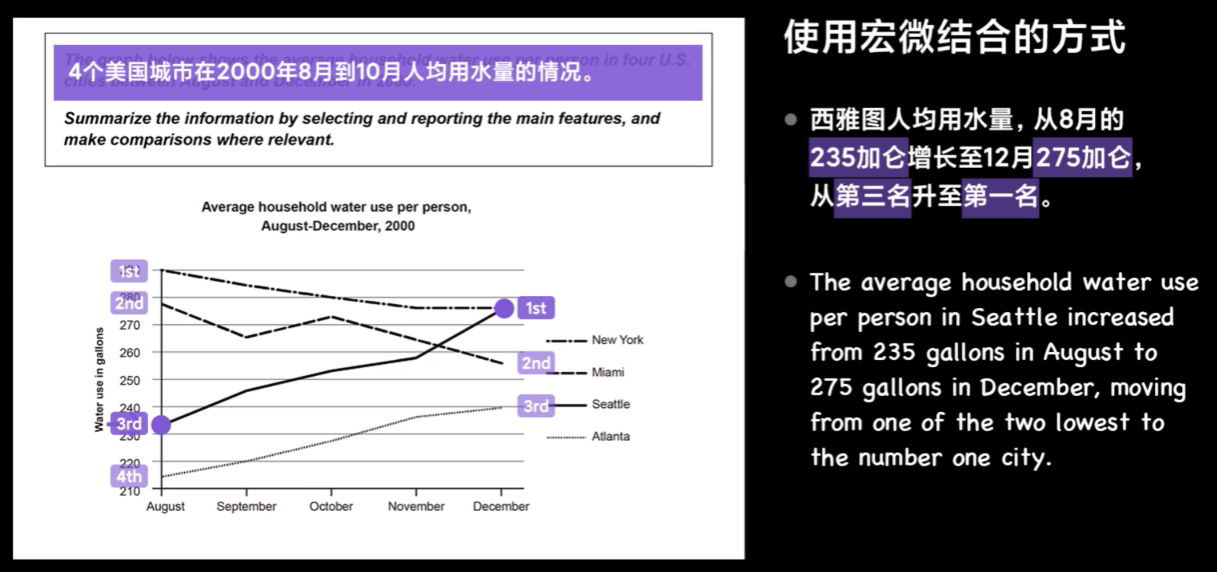 The graph below shows the average household water use per person in four U.S.
cities between August and December in 2000.
4个美国城市在2000年8月到10月人均用水量的情况。
Summarize the information by selecting and reporting the main features, and
make comparisons where relevant.
Average household water use per person,
August-December, 2000
Water use in gallons
1st
280
2nd
270
260
250
240
3rd
230
220
4th
210
August September October November December
1st
2nd
3rd
New York
Miami
Seattle
Atlanta
使用宏微结合的方式
西雅图人均用水量，从8月的
235加仑增长至12月275加仑，
从第三名升至第一名。
The average household water use
per person in Seattle increased
from 235 gallons in August to
275 gallons in December, moving
from one of the two lowest to
the number one city.